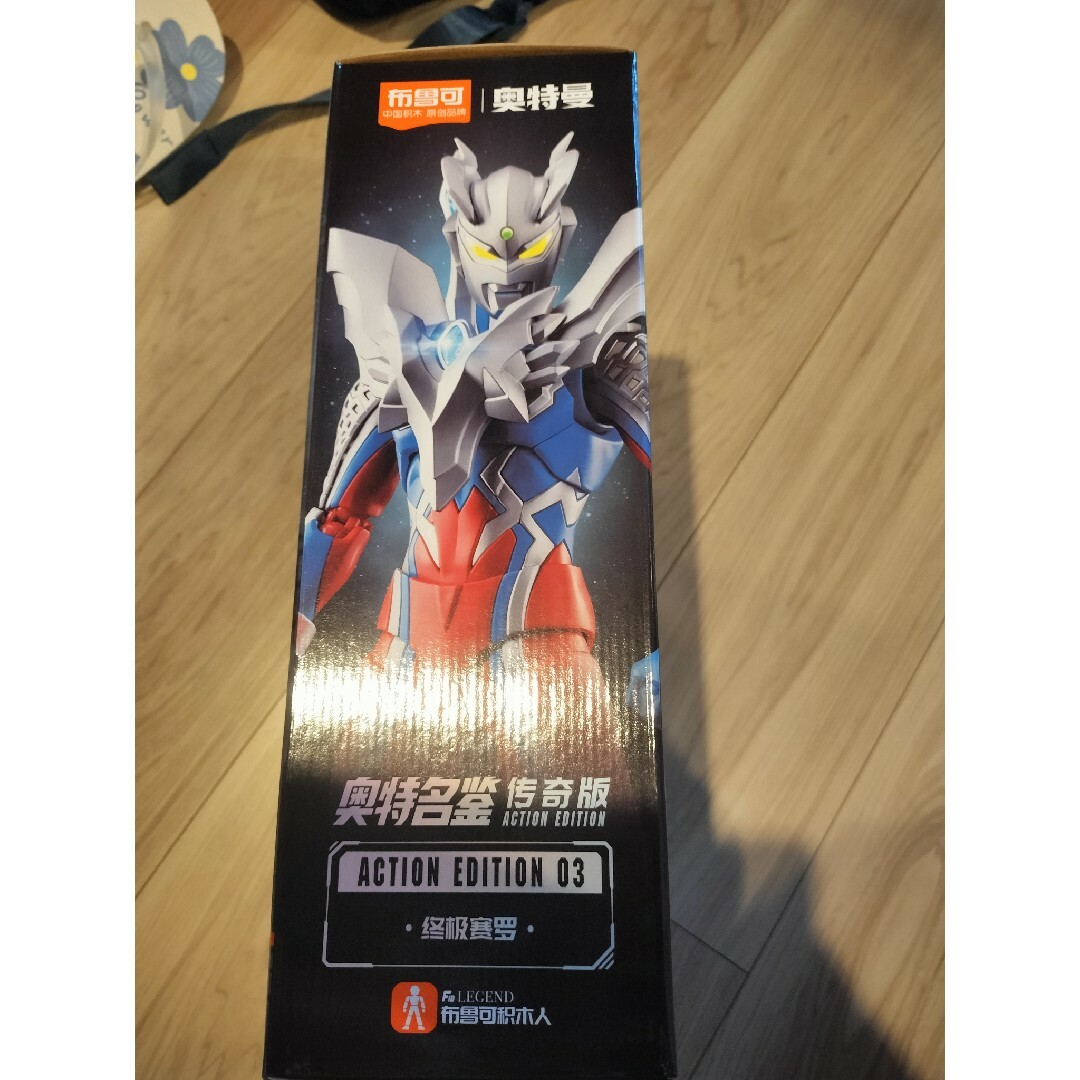 布鲁可 | 奥特曼
中国积木 原创品牌
奥特名鉴 传奇版
ACTION EDITION
ACTION EDITION 03
·终极赛罗·
Fw LEGEND
布鲁可积木人